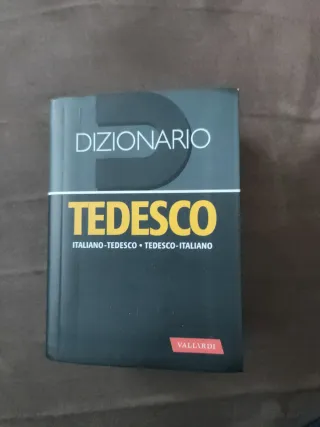 DIZIONARIO
TEDESCO
ITALIANO-TEDESCO • TEDESCO-ITALIANO
VALLARDI